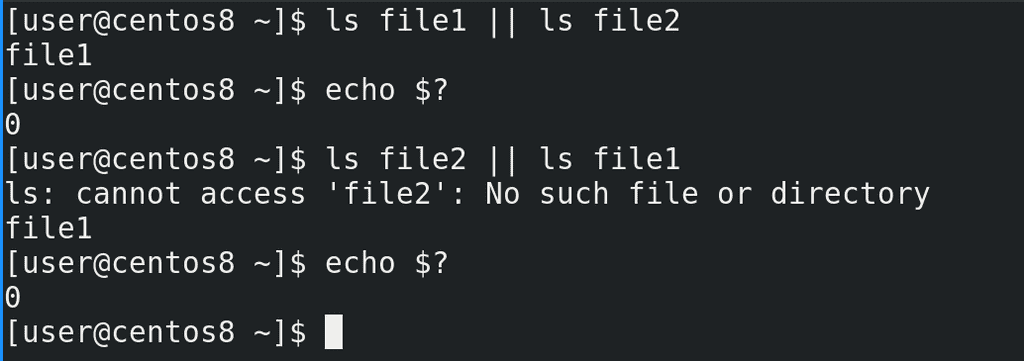 [user@centos8 ~]$ ls file1 || ls file2
file1
[user@centos8 ~]$ echo $?
0
[user@centos8 ~]$ ls file2 || ls file1
ls: cannot access 'file2': No such file or directory
file1
[user@centos8 ~]$ echo $?
0
[user@centos8 ~]$